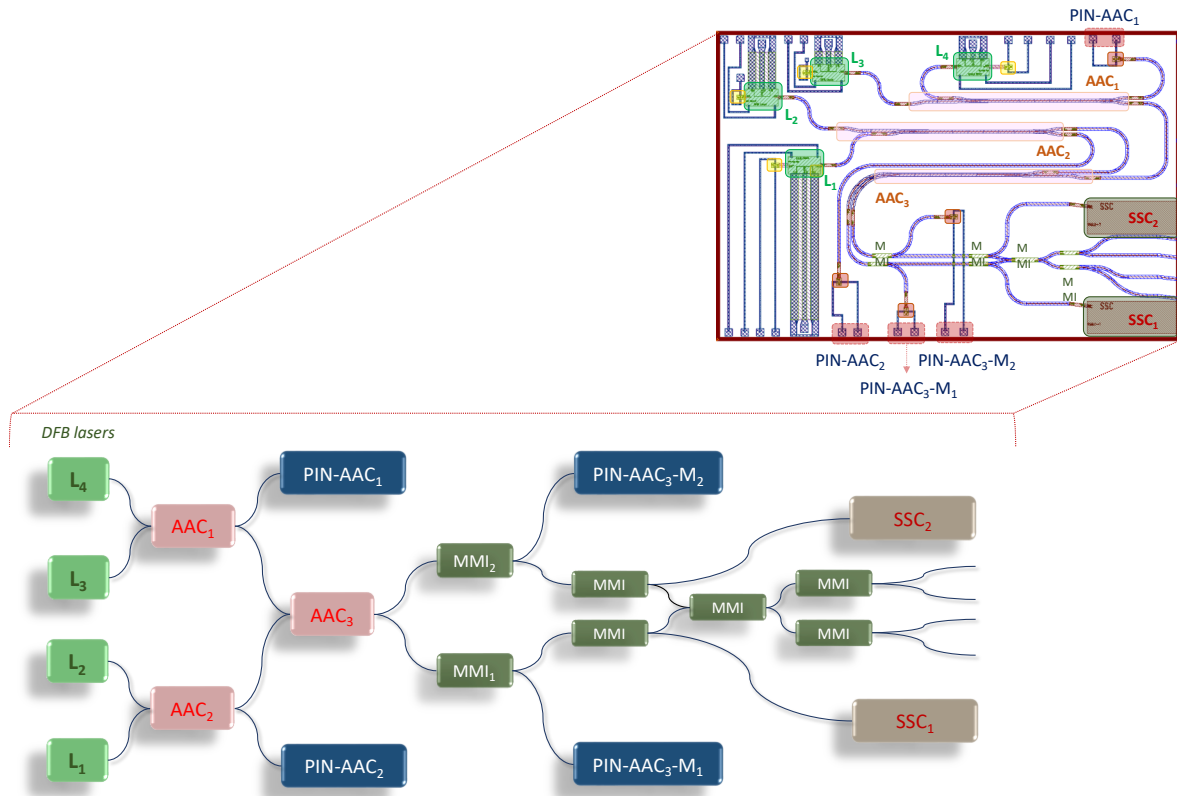 PIN-AAC1
L3
L4
AAC1
L2
AAC2
L1
AAC3
SSC
SSC2
M
MI
M
MI
M
MI
M
MI
SSC
SSC1
PIN-AAC2
PIN-AAC3-M2
PIN-AAC3-M1
DFB lasers
L4
PIN-AAC1
PIN-AAC3-M2
AAC1
SSC2
L3
MMI2
MMI
MMI
AAC3
MMI
L2
MMI
MMI
MMI1
AAC2
SSC1
L1
PIN-AAC2
PIN-AAC3-M1